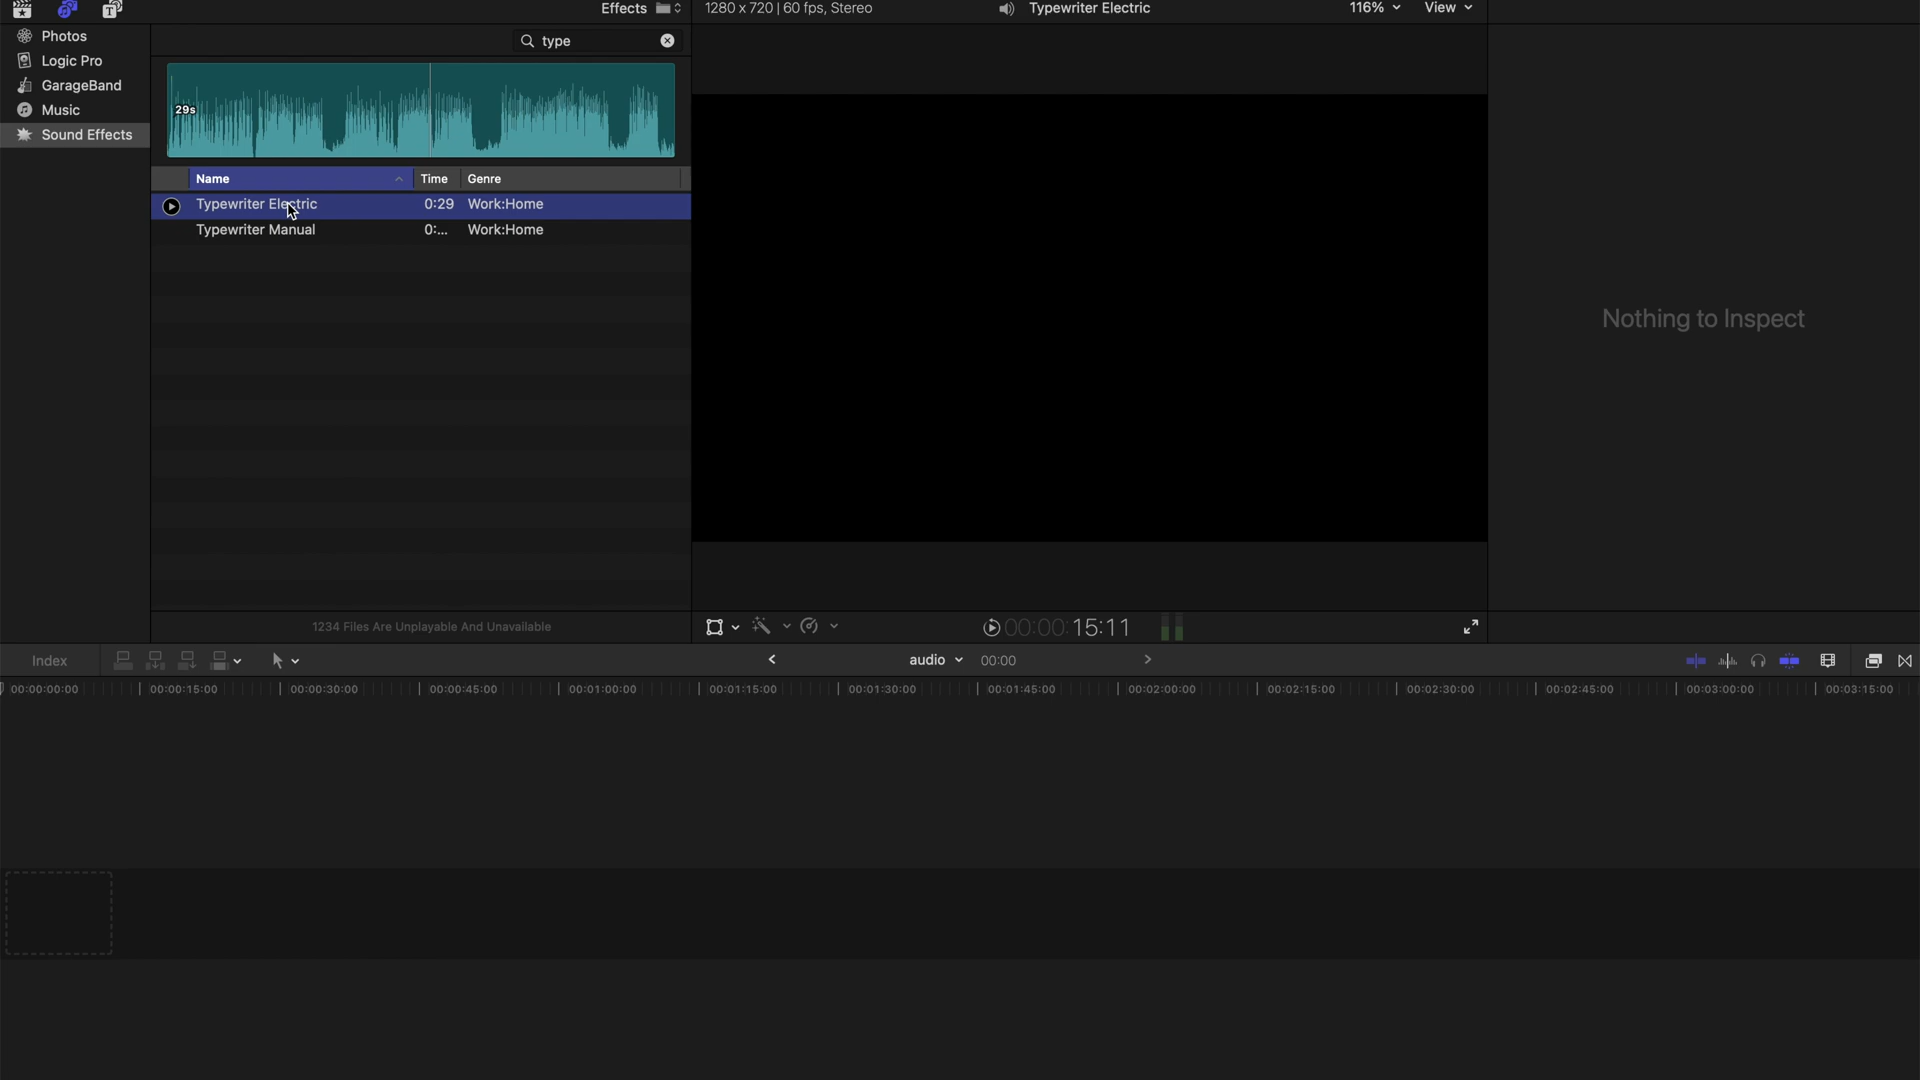 Effects
1280 x 720 | 60 fps, Stereo
Typewriter Electric
116%
View
Photos
Logic Pro
GarageBand
Music
Sound Effects
type
29s
Name Time Genre
Typewriter Electric 0:29 Work:Home
Typewriter Manual 0:... Work:Home
Nothing to Inspect
1234 Files Are Unplayable And Unavailable
00:00:00:15:11
Index
audio 00:00
00:00:00:00 00:00:15:00 00:00:30:00 00:00:45:00 00:01:00:00 00:01:15:00 00:01:30:00 00:01:45:00 00:02:00:00 00:02:15:00 00:02:30:00 00:02:45:00 00:03:00:00 00:03:15:00